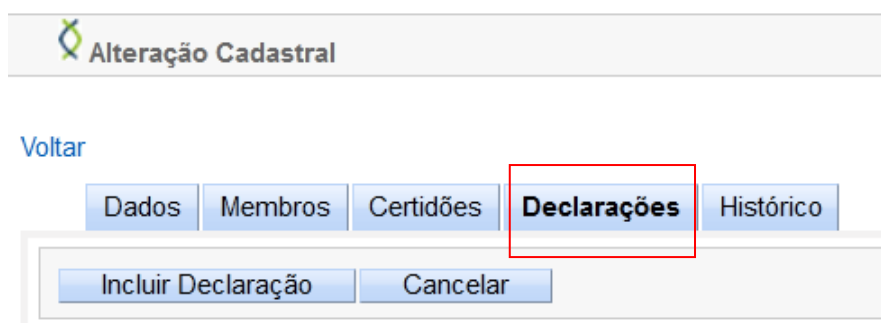 Alteração Cadastral
Voltar
Dados Membros Certidões Declarações Histórico
Incluir Declaração Cancelar